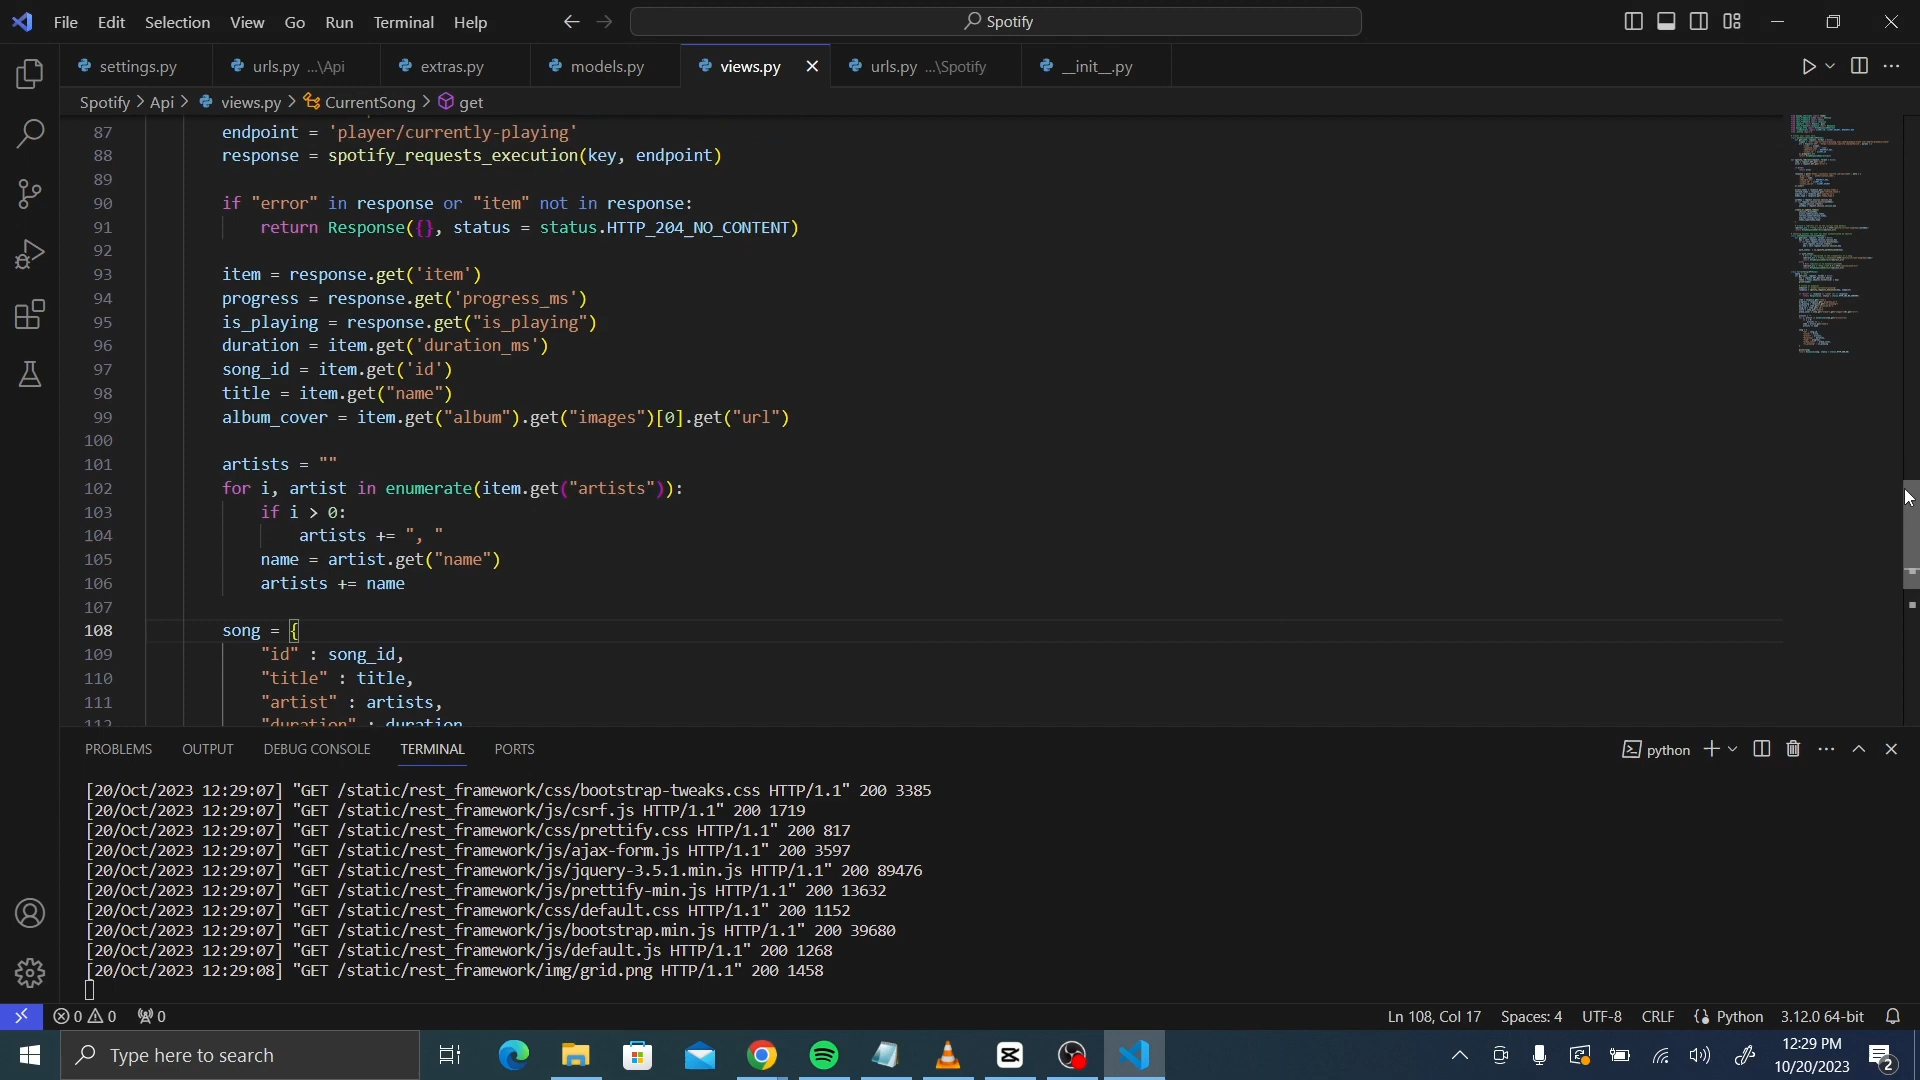 File Edit Selection View Go Run Terminal Help
Spotify
settings.py urls.py ...\Api extras.py models.py views.py urls.py ...\Spotify __init__.py
Spotify > Api > views.py > CurrentSong > get
87 endpoint = 'player/currently-playing'
88 response = spotify_requests_execution(key, endpoint)
89
90 if "error" in response or "item" not in response:
91 return Response({}, status = status.HTTP_204_NO_CONTENT)
92
93 item = response.get('item')
94 progress = response.get('progress_ms')
95 is_playing = response.get("is_playing")
96 duration = item.get('duration_ms')
97 song_id = item.get('id')
98 title = item.get("name")
99 album_cover = item.get("album").get("images")[0].get("url")
100
101 artists = ""
102 for i, artist in enumerate(item.get("artists")):
103 if i > 0:
104 artists += ", "
105 name = artist.get("name")
106 artists += name
107
108 song = {
109 "id" : song_id,
110 "title" : title,
111 "artist" : artists,
112 "duration" : duration
PROBLEMS OUTPUT DEBUG CONSOLE TERMINAL PORTS
python
[20/Oct/2023 12:29:07] "GET /static/rest_framework/css/bootstrap-tweaks.css HTTP/1.1" 200 3385
[20/Oct/2023 12:29:07] "GET /static/rest_framework/js/csrf.js HTTP/1.1" 200 1719
[20/Oct/2023 12:29:07] "GET /static/rest_framework/css/prettify.css HTTP/1.1" 200 817
[20/Oct/2023 12:29:07] "GET /static/rest_framework/js/ajax-form.js HTTP/1.1" 200 3597
[20/Oct/2023 12:29:07] "GET /static/rest_framework/js/jquery-3.5.1.min.js HTTP/1.1" 200 89476
[20/Oct/2023 12:29:07] "GET /static/rest_framework/js/prettify-min.js HTTP/1.1" 200 13632
[20/Oct/2023 12:29:07] "GET /static/rest_framework/css/default.css HTTP/1.1" 200 1152
[20/Oct/2023 12:29:07] "GET /static/rest_framework/js/bootstrap.min.js HTTP/1.1" 200 39680
[20/Oct/2023 12:29:07] "GET /static/rest_framework/js/default.js HTTP/1.1" 200 1268
[20/Oct/2023 12:29:08] "GET /static/rest_framework/img/grid.png HTTP/1.1" 200 1458
0 0 0 Ln 108, Col 17 Spaces: 4 UTF-8 CRLF Python 3.12.0 64-bit
Type here to search
12:29 PM
10/20/2023
2